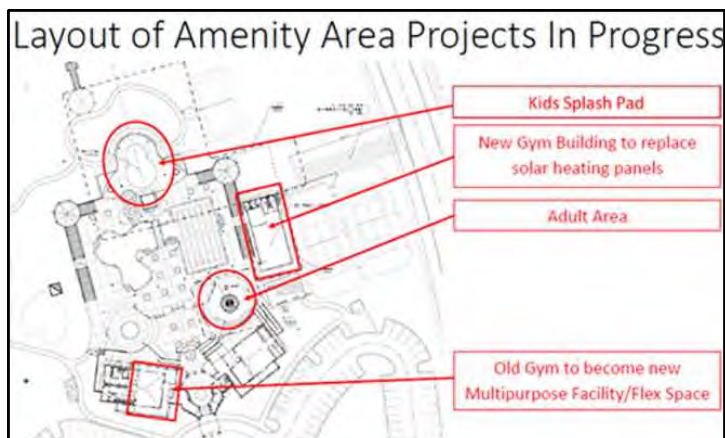 Layout of Amenity Area Projects In Progress
Kids Splash Pad
New Gym Building to replace
solar heating panels
Adult Area
Old Gym to become new
Multipurpose Facility/Flex Space